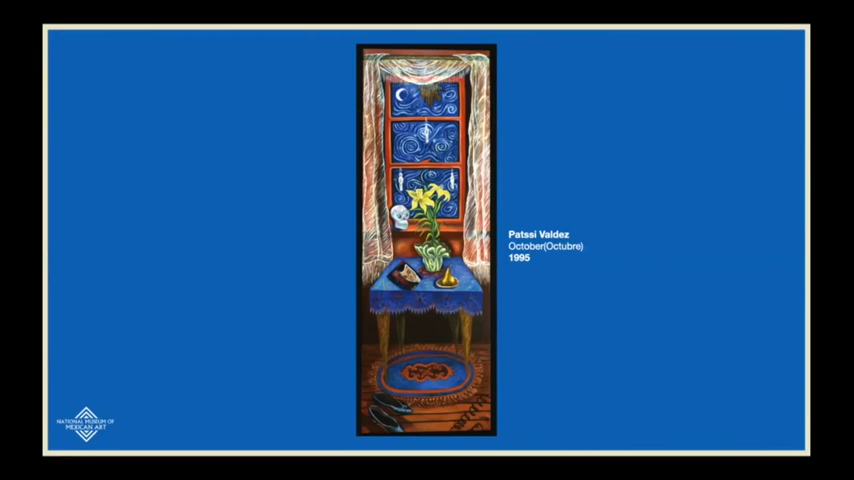 Patssi Valdez
October(Octubre)
1995
NATIONAL MUSEUM OF
MEXICAN ART